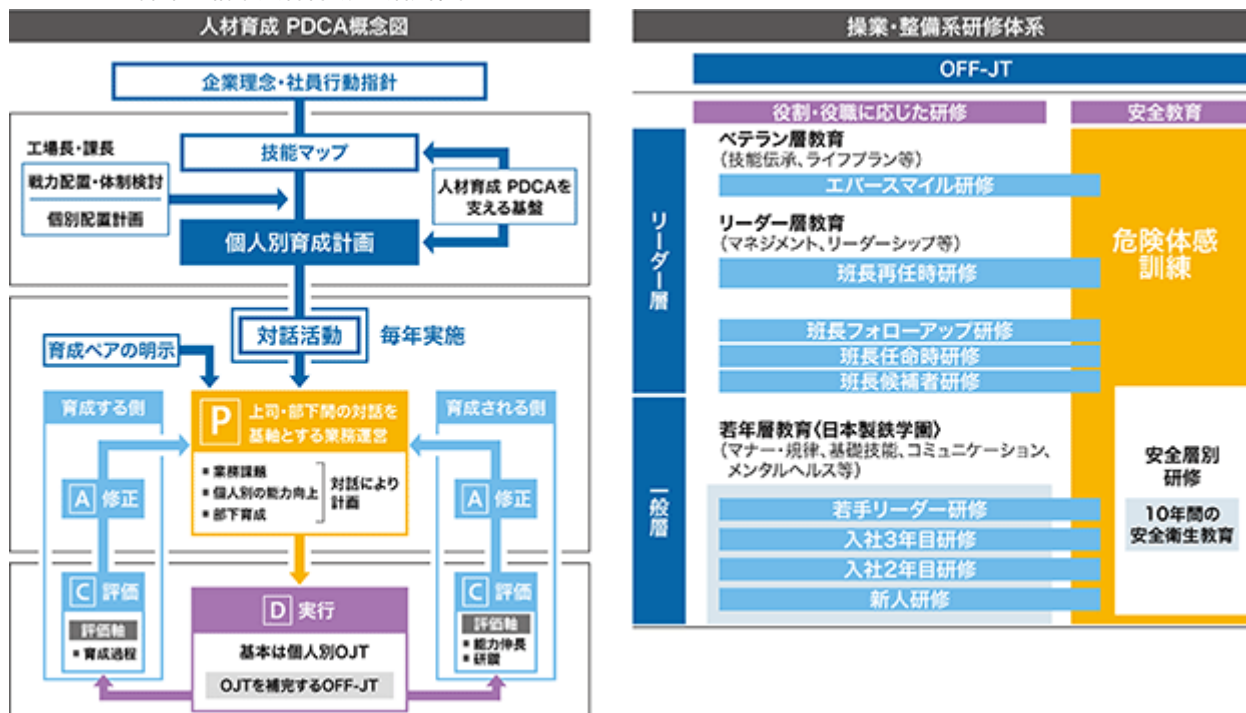 人材育成 PDCA概念図
企業理念・社員行動指針
工場長・課長
戦力配置・体制検討
個別配置計画
技能マップ
人材育成 PDCAを
支える基盤
個人別育成計画
対話活動
毎年実施
育成ペアの明示
育成する側
P
上司・部下間の対話を
基軸とする業務運営
▪ 業務課題
▪ 個人別の能力向上
▪ 部下育成
対話により
計画
育成される側
A 修正
A 修正
C 評価
評価軸
▪ 育成過程
D 実行
基本は個人別OJT
OJTを補完するOFF-JT
C 評価
評価軸
▪ 能力伸長
▪ 研鑽
操業・整備系研修体系
OFF-JT
役割・役職に応じた研修
安全教育
リーダー層
ベテラン層教育
（技能伝承、ライフプラン等）
エバースマイル研修
リーダー層教育
（マネジメント、リーダーシップ等）
班長再任時研修
班長フォローアップ研修
班長任命時研修
班長候補者研修
危険体感
訓練
一般層
若年層教育〈日本製鉄学園〉
（マナー・規律、基礎技能、コミュニケーション、
メンタルヘルス等）
若手リーダー研修
入社3年目研修
入社2年目研修
新人研修
安全層別
研修
10年間の
安全衛生教育